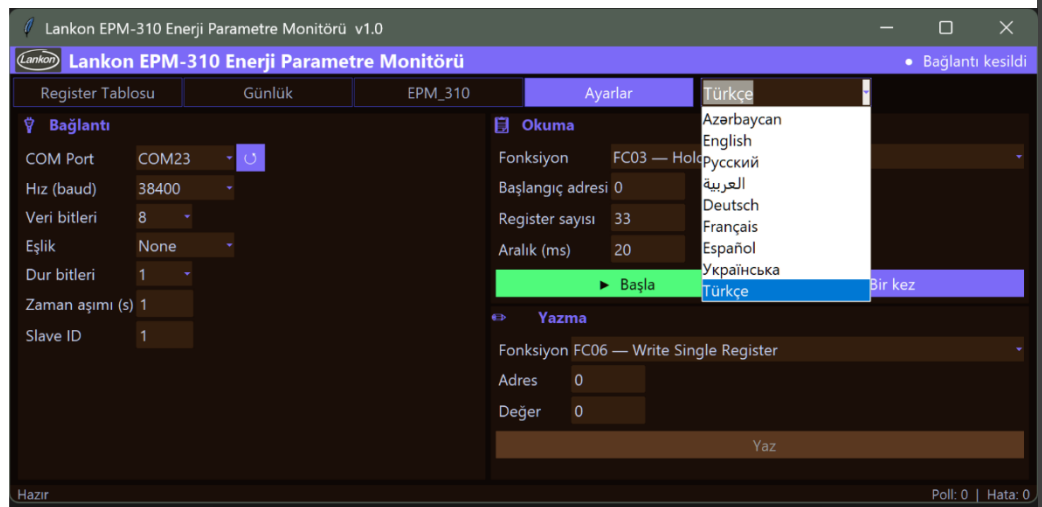 Lankon EPM-310 Enerji Parametre Monitörü v1.0
Lankon Lankon EPM-310 Enerji Parametre Monitörü ● Bağlantı kesildi
Register Tablosu Günlük EPM_310 Ayarlar Türkçe
Bağlantı
COM Port COM23
Hız (baud) 38400
Veri bitleri 8
Eşlik None
Dur bitleri 1
Zaman aşımı (s) 1
Slave ID 1
Okuma
Fonksiyon FC03 — Hol
Başlangıç adresi 0
Register sayısı 33
Aralık (ms) 20
► Başla
Bir kez
Azərbaycan
English
Русский
العربية
Deutsch
Français
Español
Українська
Türkçe
Yazma
Fonksiyon FC06 — Write Single Register
Adres 0
Değer 0
Yaz
Hazır Poll: 0 | Hata: 0